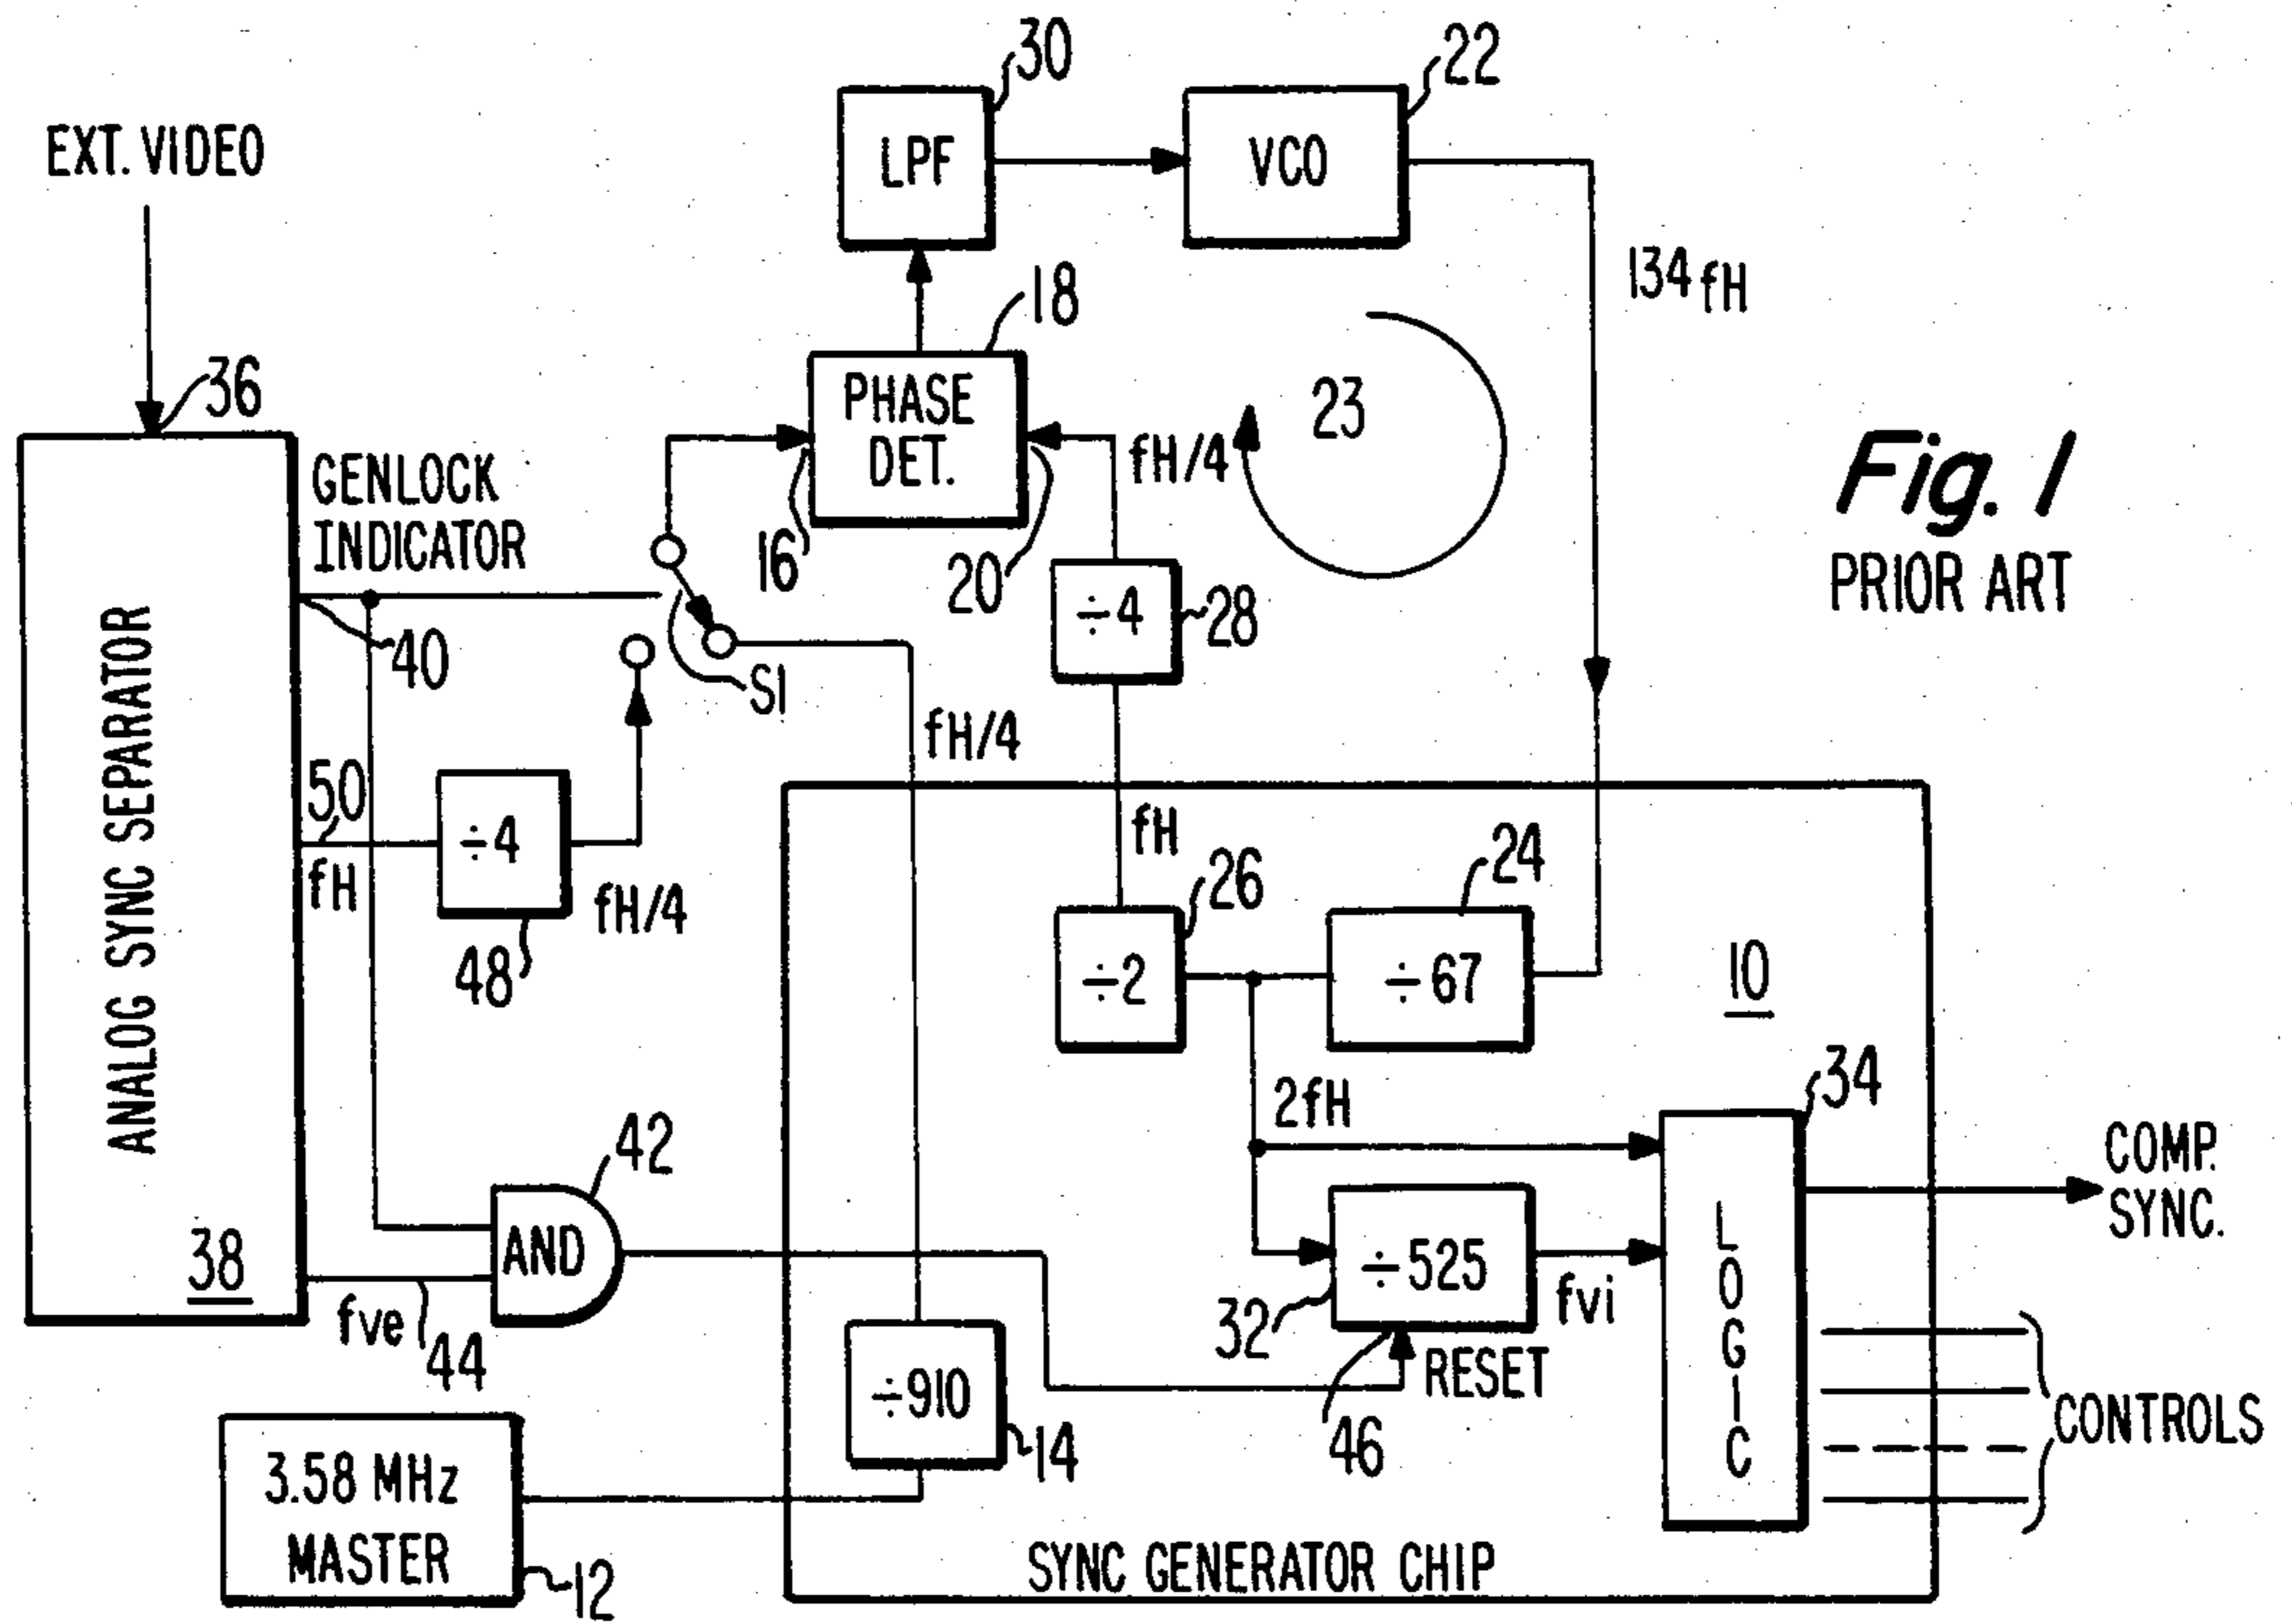 30
22
EXT. VIDEO
LPF
VCO
134 fH
18
36
PHASE
DET.
23
fH/4
Fig. 1
PRIOR ART
GENLOCK
INDICATOR
16
20
÷4
28
40
S1
fH/4
ANALOG SYNC SEPARATOR
50
fH
÷4
fH/4
48
fH
26
24
÷2
÷67
10
2fH
34
42
AND
COMP.
SYNC.
38
fve
44
÷525
32
fvi
LOGIC
RESET
46
÷910
14
CONTROLS
3.58 MHz
MASTER
12
SYNC GENERATOR CHIP